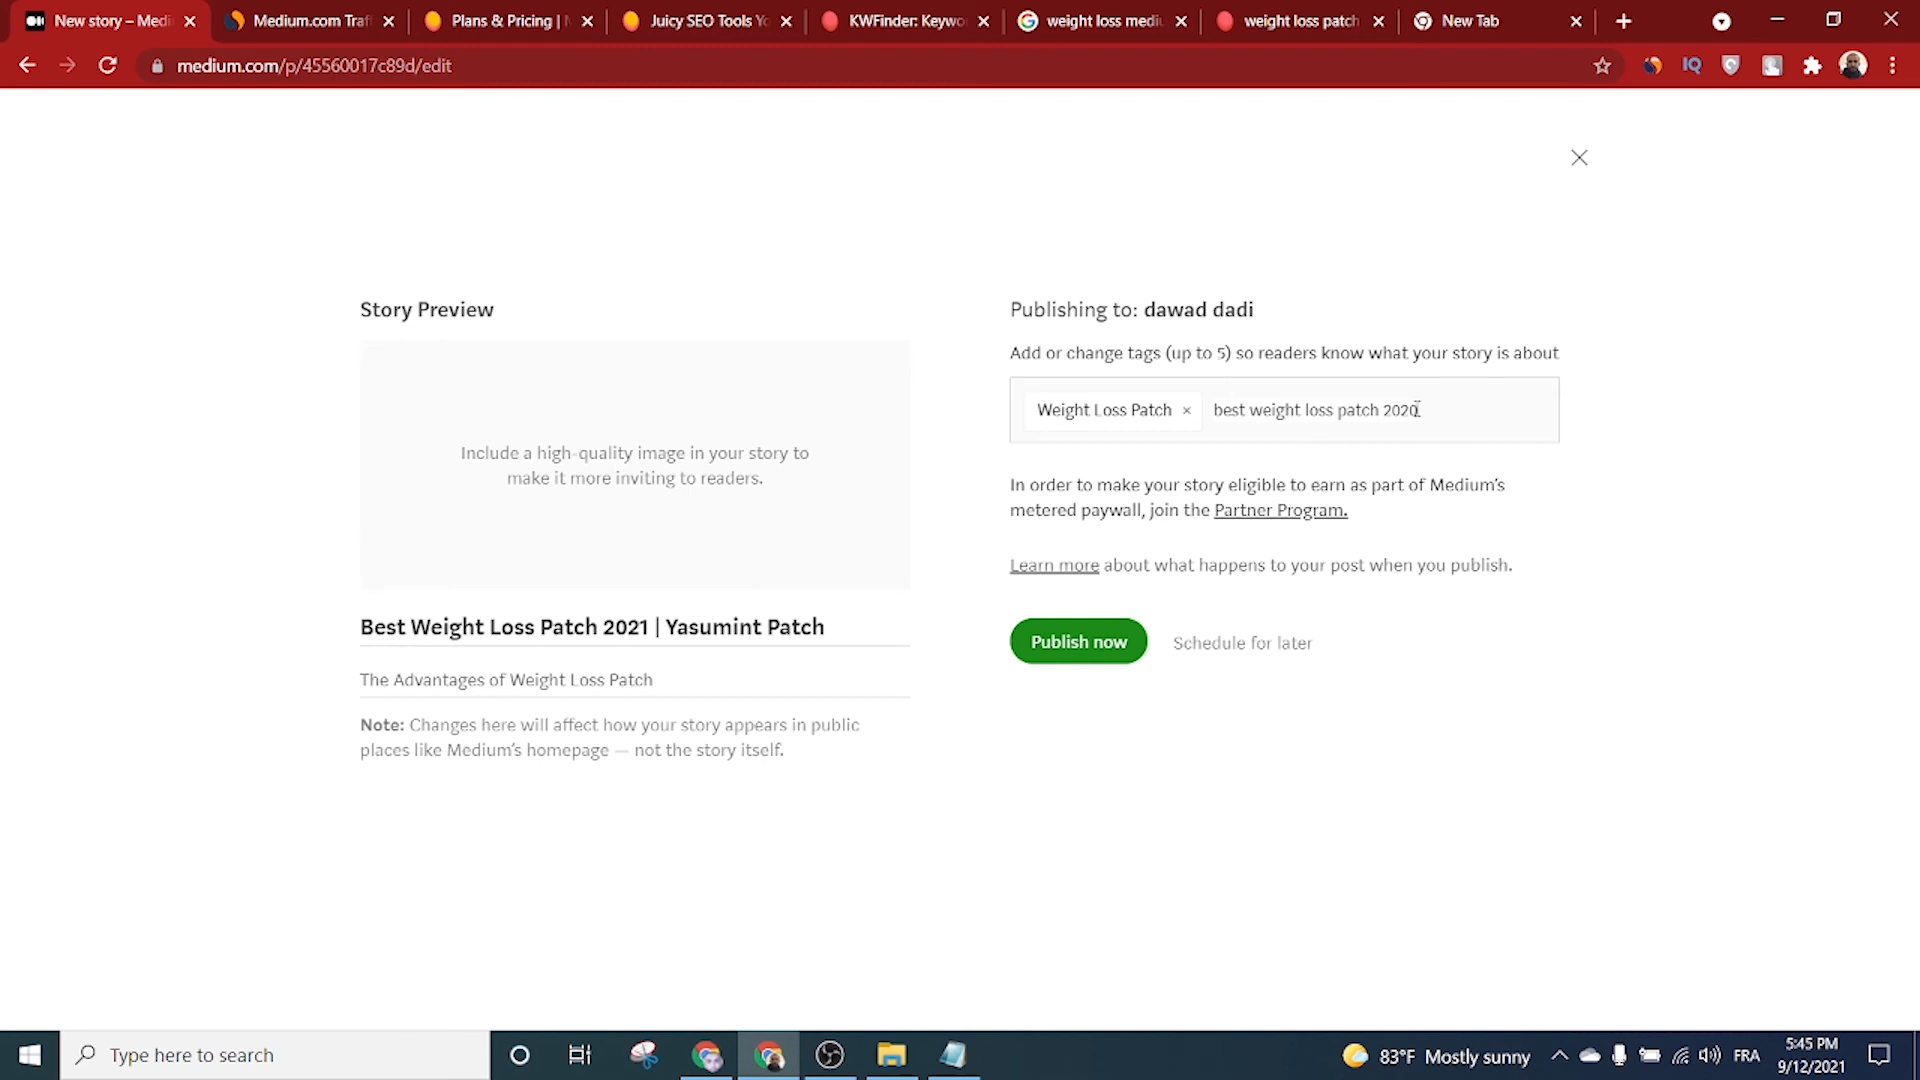 New story – Medi
Medium.com Traf
Plans & Pricing |
Juicy SEO Tools Yo
KWFinder: Keywo
weight loss medi
weight loss patch
New Tab
medium.com/p/45560017c89d/edit
Story Preview
Include a high-quality image in your story to
make it more inviting to readers.
Best Weight Loss Patch 2021 | Yasumint Patch
The Advantages of Weight Loss Patch
Note: Changes here will affect how your story appears in public
places like Medium's homepage — not the story itself.
Publishing to: dawad dadi
Add or change tags (up to 5) so readers know what your story is about
Weight Loss Patch × best weight loss patch 2020
In order to make your story eligible to earn as part of Medium's
metered paywall, join the Partner Program.
Learn more about what happens to your post when you publish.
Publish now Schedule for later
Type here to search
83°F Mostly sunny
FRA
5:45 PM
9/12/2021